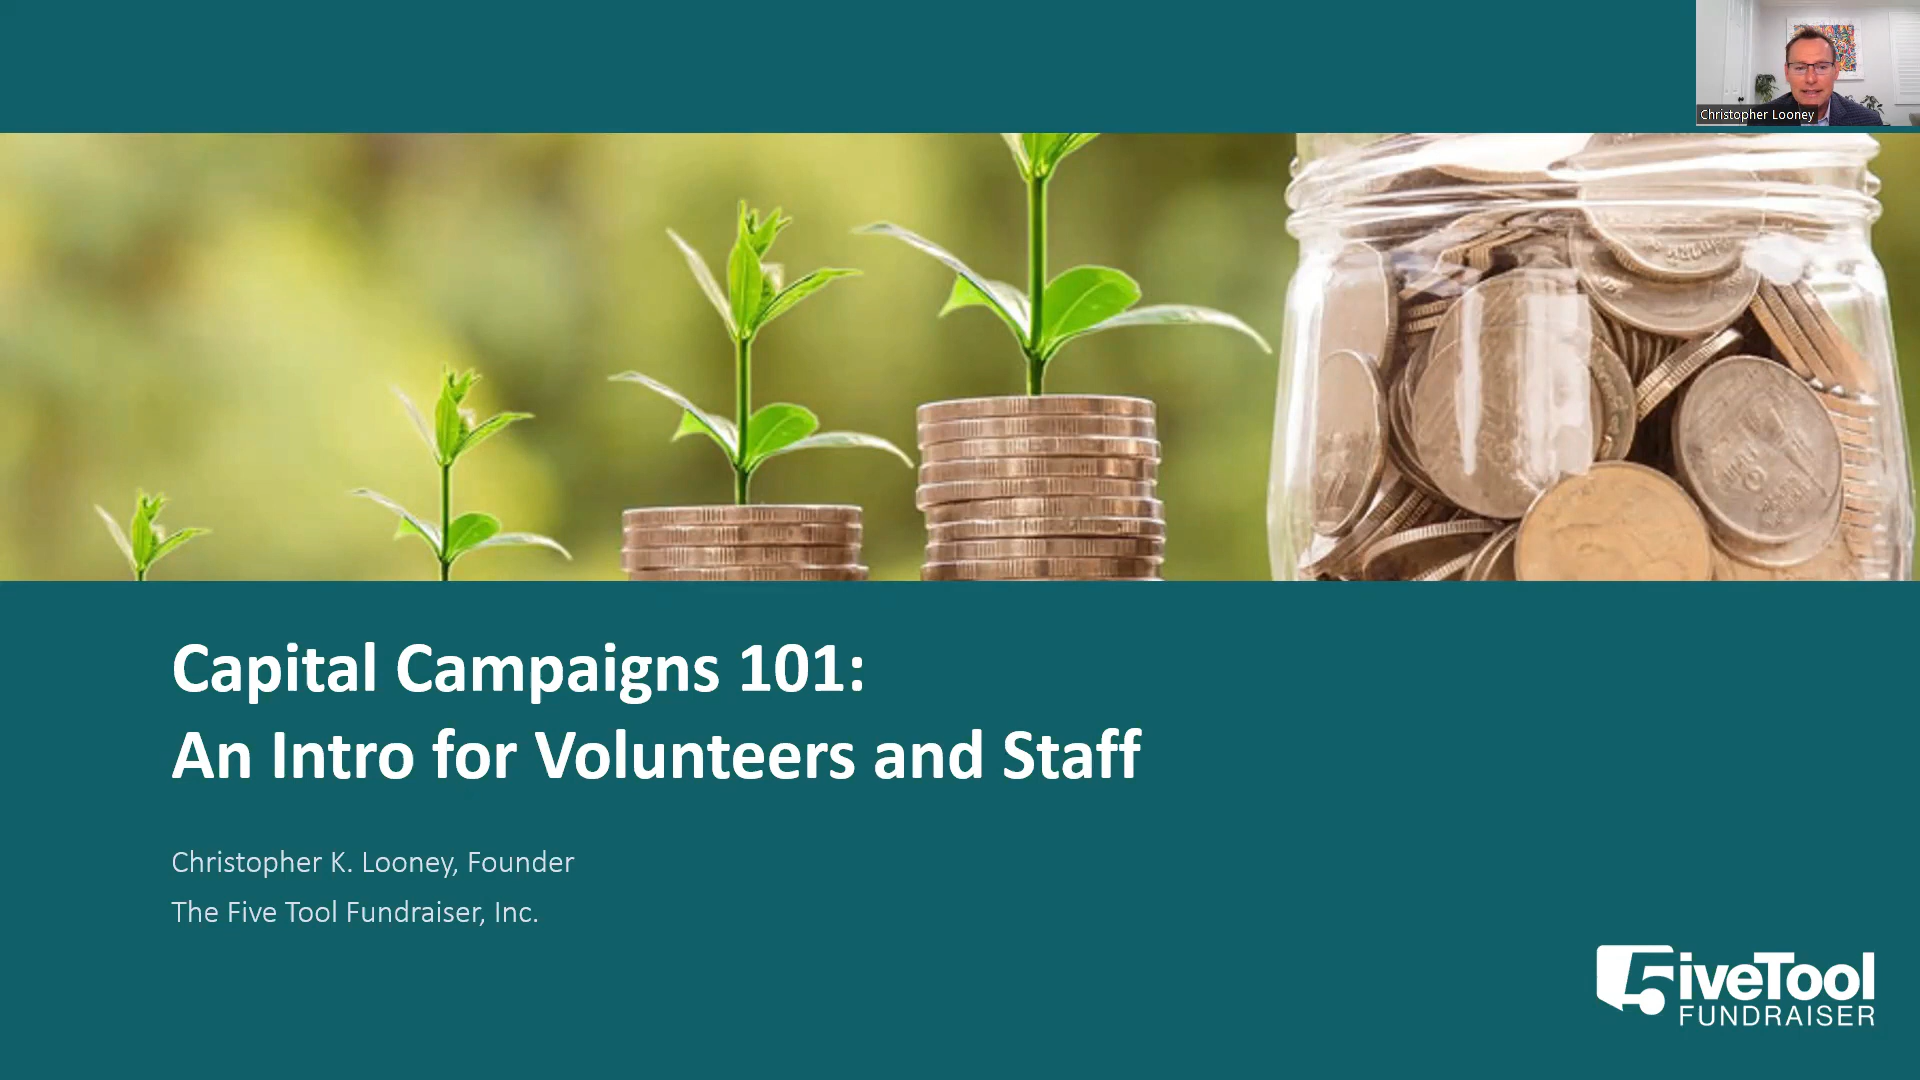 Christopher Looney
Capital Campaigns 101:
An Intro for Volunteers and Staff
Christopher K. Looney, Founder
The Five Tool Fundraiser, Inc.
5iveTool
FUNDRAISER